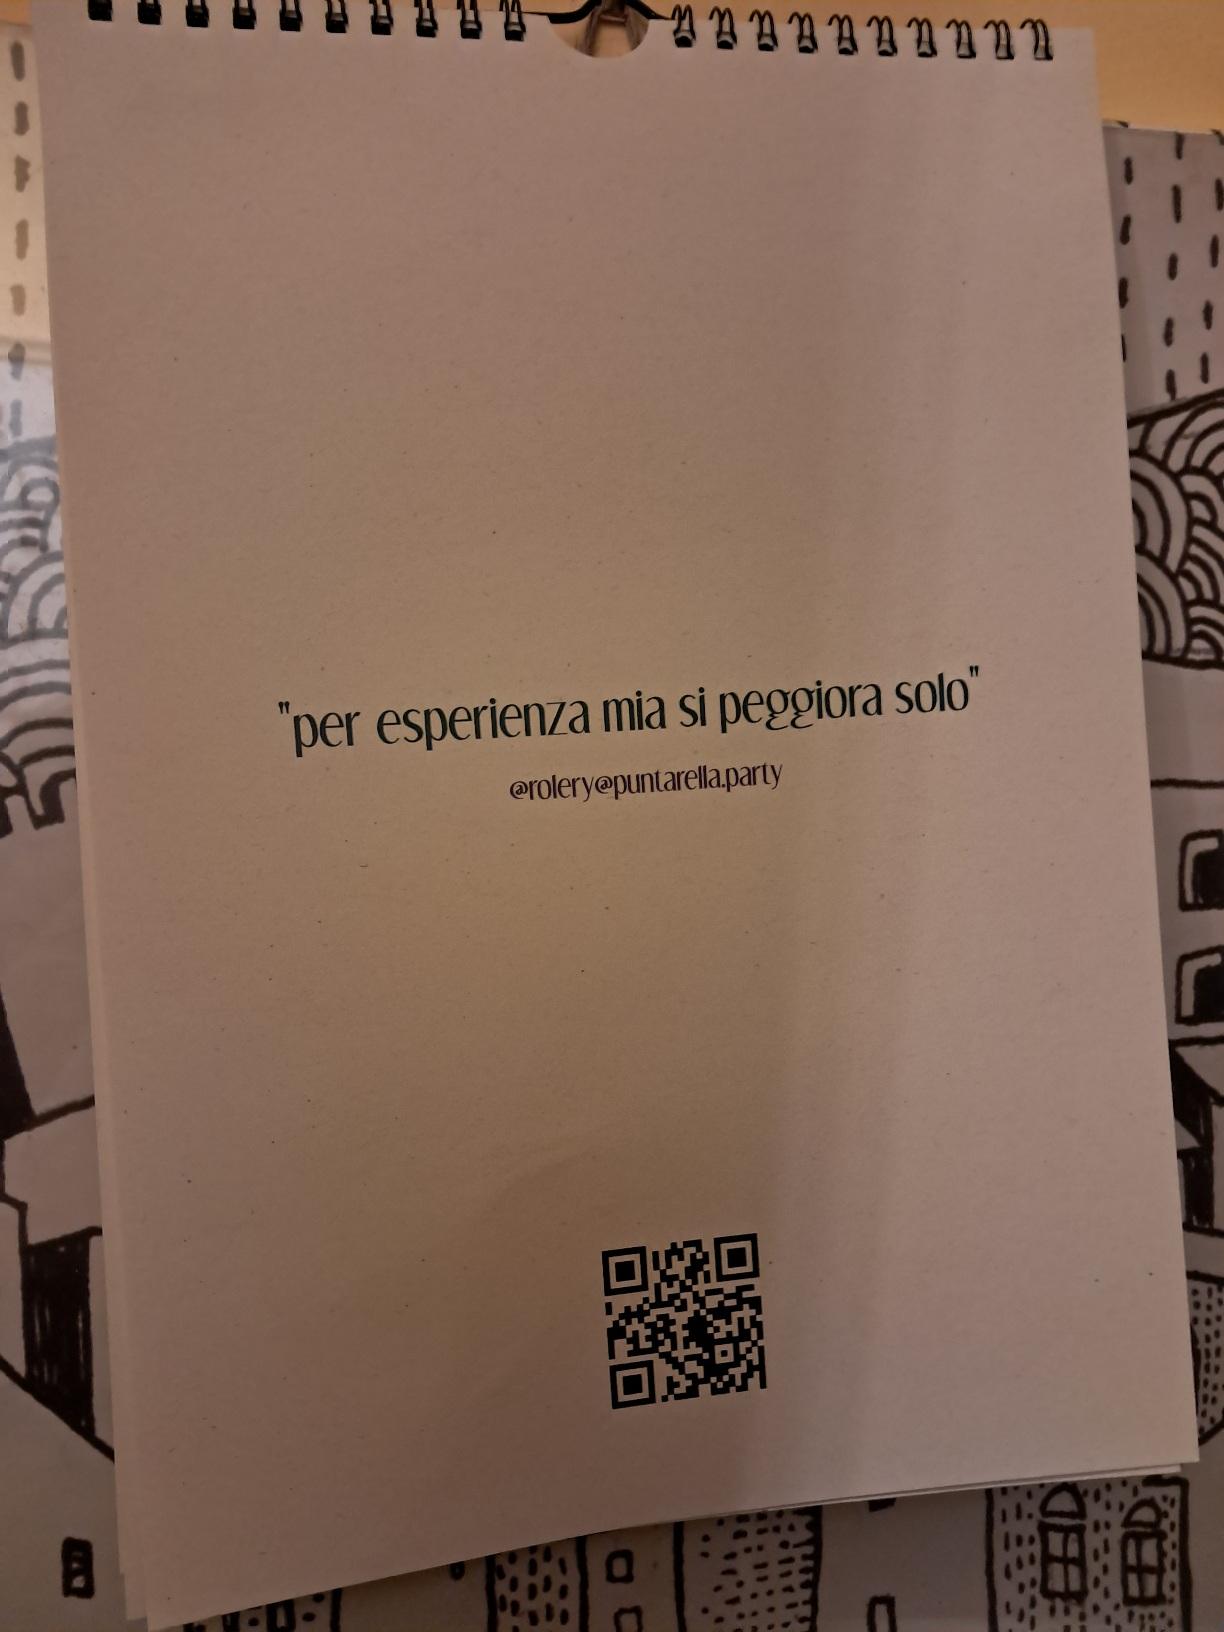 "per esperienza mia si peggiora solo"
@rolery@puntarella.party